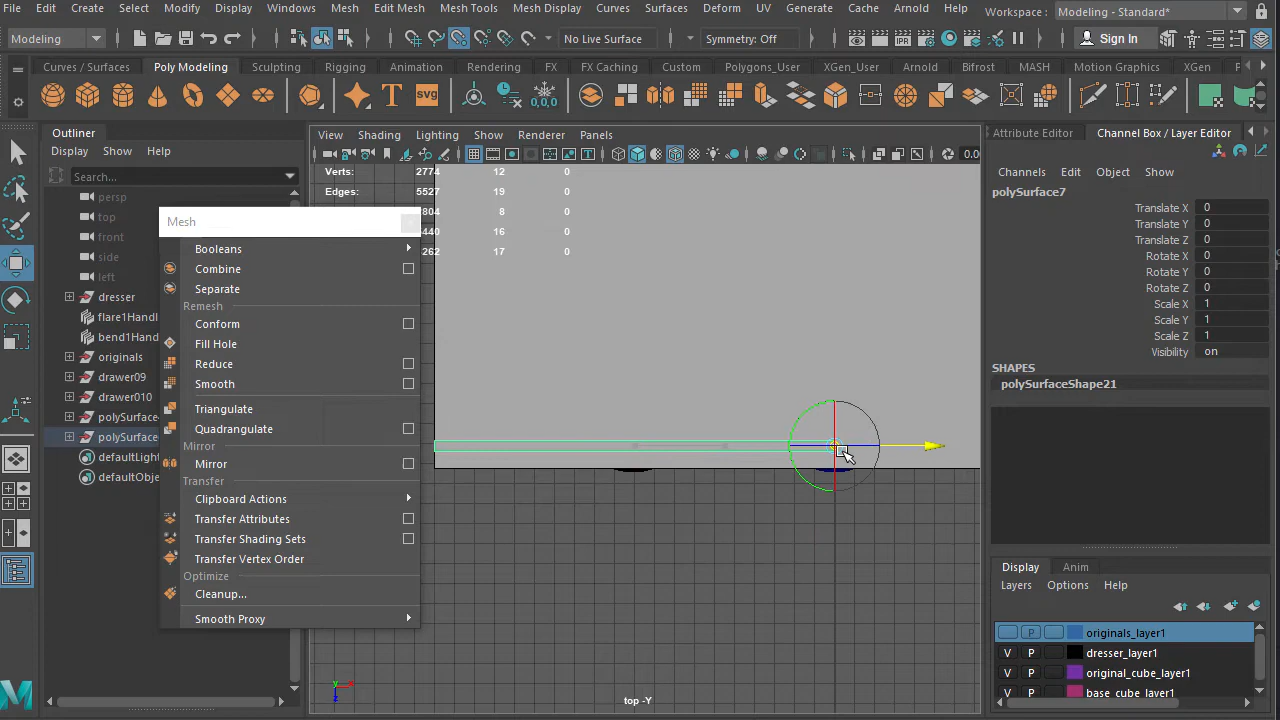 File Edit Create Select Modify Display Windows Mesh Edit Mesh Mesh Tools Mesh Display Curves Surfaces Deform UV Generate Cache Arnold Help Workspace : Modeling - Standard*
Modeling No Live Surface Symmetry: Off Sign In
Curves / Surfaces Poly Modeling Sculpting Rigging Animation Rendering FX FX Caching Custom Polygons_User XGen_User Arnold Bifrost MASH Motion Graphics XGen
T SVG 0,0,0
Outliner
Display Show Help
Search...
persp
top
front
side
left
dresser
flare1Handl
bend1Hand
originals
drawer09
drawer010
polySurface
polySurface
defaultLight
defaultObje
Mesh
Booleans
Combine
Separate
Remesh
Conform
Fill Hole
Reduce
Smooth
Triangulate
Quadrangulate
Mirror
Mirror
Transfer
Clipboard Actions
Transfer Attributes
Transfer Shading Sets
Transfer Vertex Order
Optimize
Cleanup...
Smooth Proxy
View Shading Lighting Show Renderer Panels
0.0
Verts: 2774 12 0
Edges: 5527 19 0
804 8 0
440 16 0
262 17 0
y x
z
top -Y
Attribute Editor Channel Box / Layer Editor
Channels Edit Object Show
polySurface7
Translate X 0
Translate Y 0
Translate Z 0
Rotate X 0
Rotate Y 0
Rotate Z 0
Scale X 1
Scale Y 1
Scale Z 1
Visibility on
SHAPES
polySurfaceShape21
Display Anim
Layers Options Help
P originals_layer1
V P dresser_layer1
V P original_cube_layer1
V P base_cube_layer1